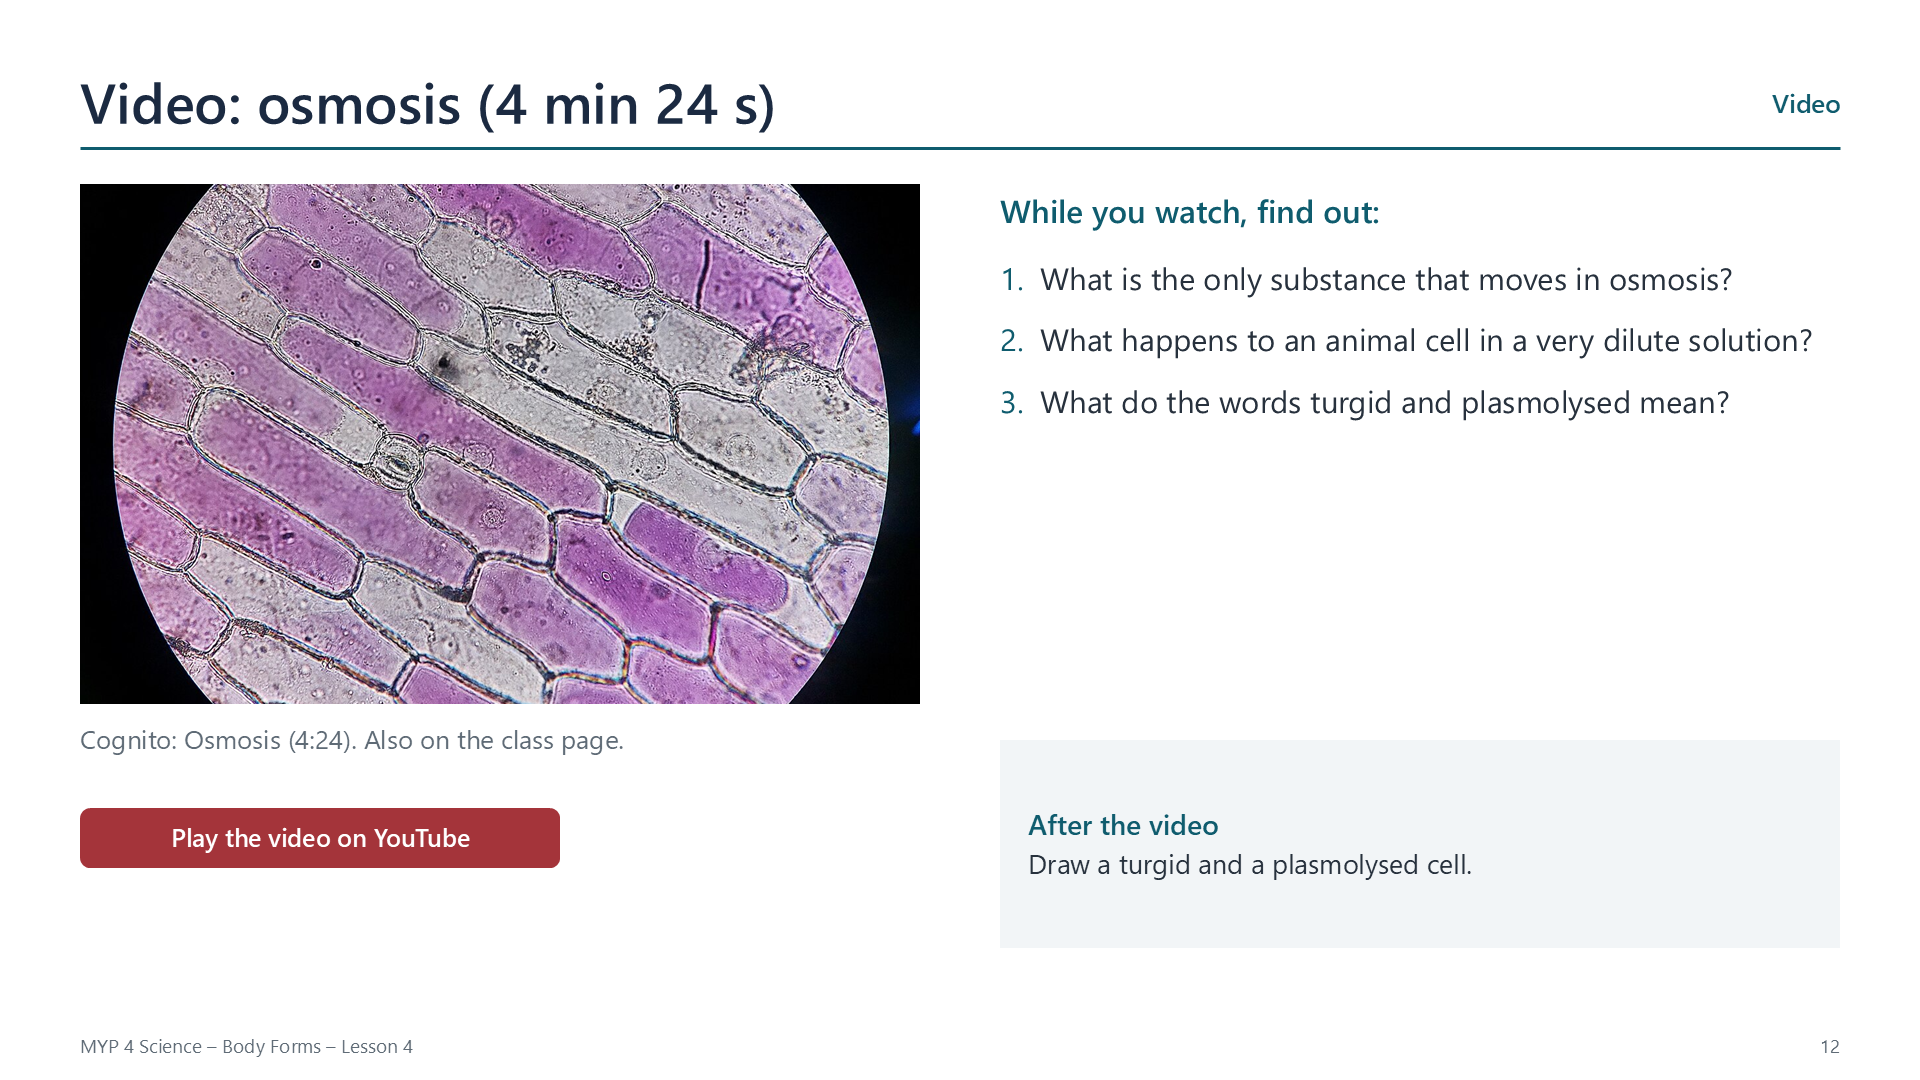 Video: osmosis (4 min 24 s)
Video
Cognito: Osmosis (4:24). Also on the class page.
Play the video on YouTube
While you watch, find out:
1. What is the only substance that moves in osmosis?
2. What happens to an animal cell in a very dilute solution?
3. What do the words turgid and plasmolysed mean?
After the video
Draw a turgid and a plasmolysed cell.
MYP 4 Science – Body Forms – Lesson 4
12